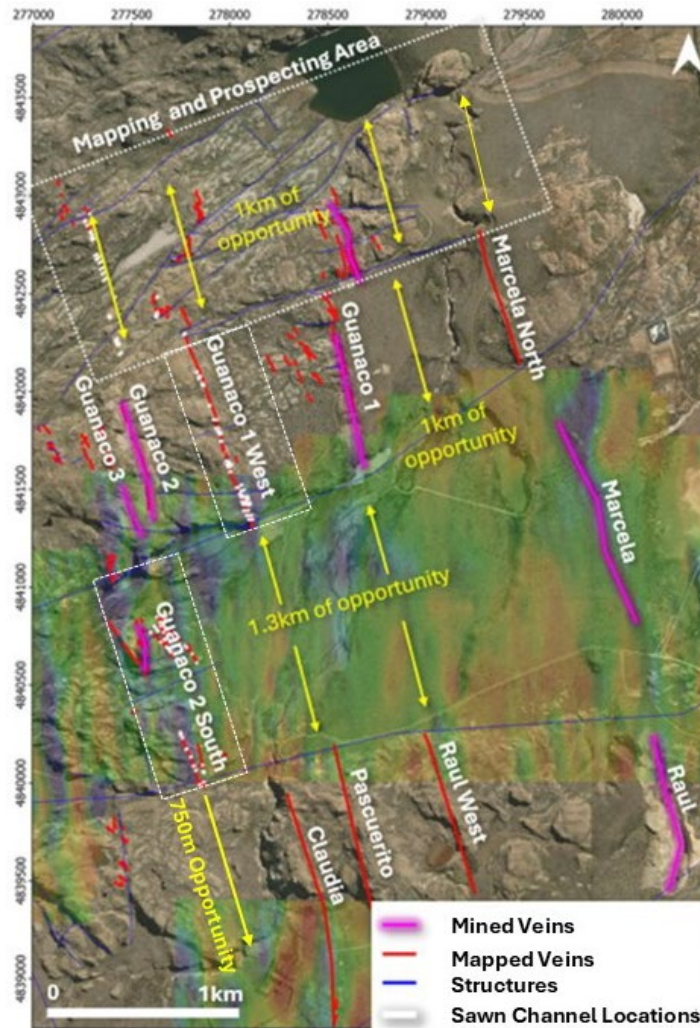 277000
277500
278000
278500
279000
279500
280000
4843500
4843000
4842500
4842000
4841500
4841000
4840500
4840000
4839500
4839000
Mapping and Prospecting Area
1km of
opportunity
Marcela North
Guanaco 1
Guanaco 1 West
Guanaco 2
Guanaco 3
1km of
opportunity
Marcela
1.3km of opportunity
Guanaco 2 South
750m Opportunity
Claudia
Pascuerito
Raul West
Raul
0
1km
Mined Veins
Mapped Veins
Structures
Sawn Channel Locations